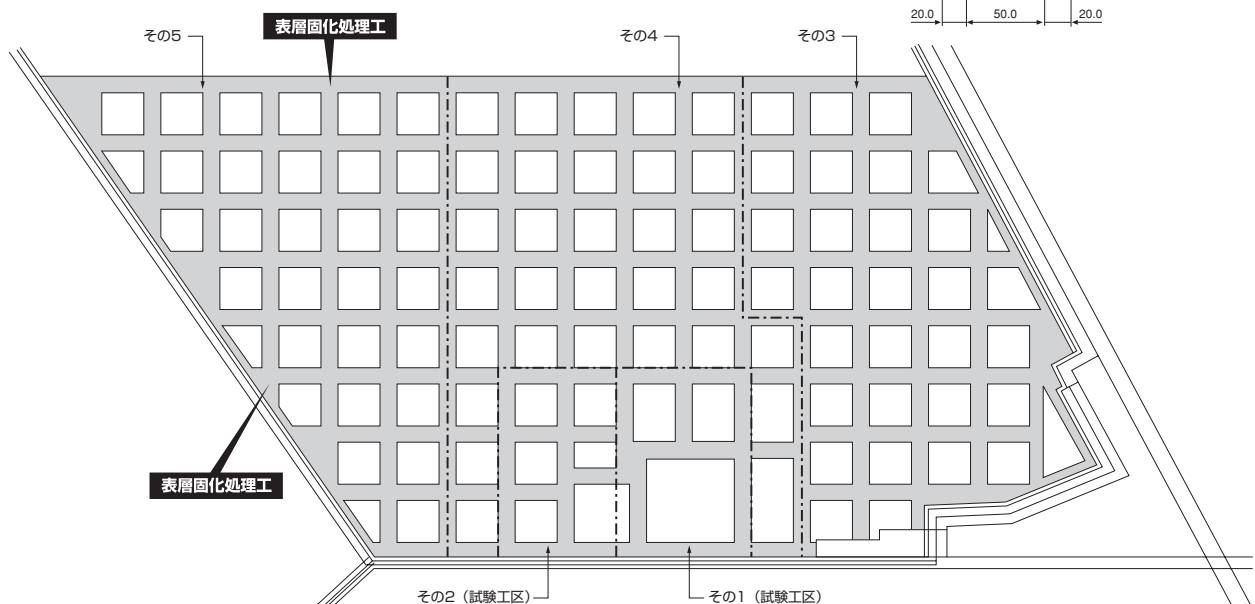 20.0 50.0 20.0
その5
表層固化処理工
その4
その3
表層固化処理工
その2（試験工区）
その1（試験工区）